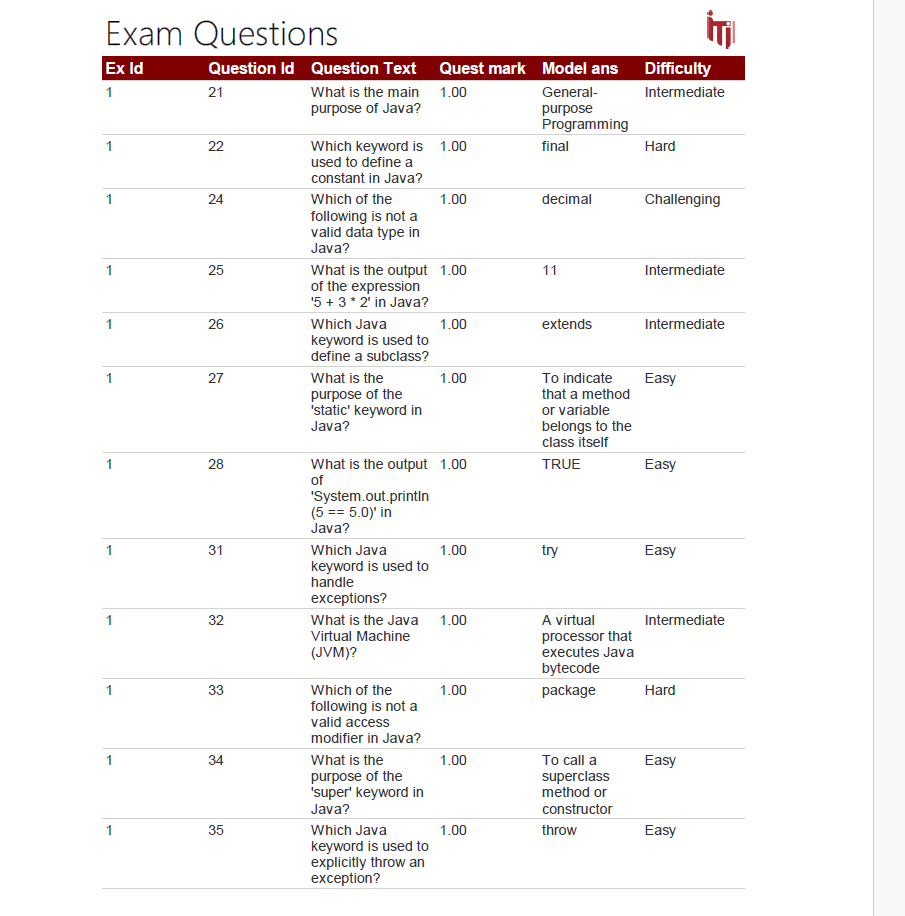 Exam Questions
iTi
Ex Id Question Id Question Text Quest mark Model ans Difficulty
1 21 What is the main 1.00 General- Intermediate
purpose of Java? purpose
Programming
1 22 Which keyword is 1.00 final Hard
used to define a
constant in Java?
1 24 Which of the 1.00 decimal Challenging
following is not a
valid data type in
Java?
1 25 What is the output 1.00 11 Intermediate
of the expression
'5 + 3 * 2' in Java?
1 26 Which Java 1.00 extends Intermediate
keyword is used to
define a subclass?
1 27 What is the 1.00 To indicate Easy
purpose of the that a method
'static' keyword in or variable
Java? belongs to the
class itself
1 28 What is the output 1.00 TRUE Easy
of
'System.out.println
(5 == 5.0)' in
Java?
1 31 Which Java 1.00 try Easy
keyword is used to
handle
exceptions?
1 32 What is the Java 1.00 A virtual Intermediate
Virtual Machine processor that
(JVM)? executes Java
bytecode
1 33 Which of the 1.00 package Hard
following is not a
valid access
modifier in Java?
1 34 What is the 1.00 To call a Easy
purpose of the superclass
'super' keyword in method or
Java? constructor
1 35 Which Java 1.00 throw Easy
keyword is used to
explicitly throw an
exception?